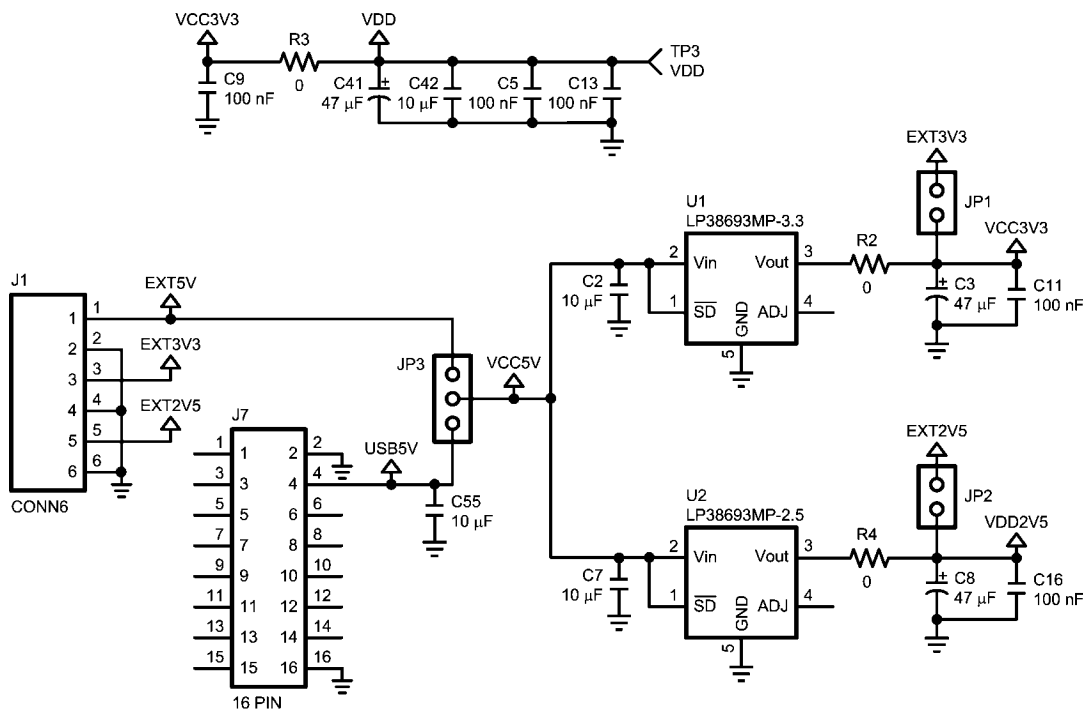 VCC3V3
R3
0
VDD
TP3
VDD
C9
100 nF
C41
47 µF
+
C42
10 µF
C5
100 nF
C13
100 nF
EXT3V3
JP1
VCC3V3
U1
LP38693MP-3.3
2
Vin
Vout
3
1
SD
GND
ADJ
4
5
R2
0
C2
10 µF
+
C3
47 µF
C11
100 nF
J1
1
1
2
2
3
3
4
4
5
5
6
6
CONN6
EXT5V
EXT3V3
EXT2V5
JP3
VCC5V
USB5V
C55
10 µF
J7
1
1
2
2
3
3
4
4
5
5
6
6
7
7
8
8
9
9
10
10
11
11
12
12
13
13
14
14
15
15
16
16
16 PIN
EXT2V5
JP2
VDD2V5
U2
LP38693MP-2.5
2
Vin
Vout
3
1
SD
GND
ADJ
4
5
R4
0
C7
10 µF
+
C8
47 µF
C16
100 nF